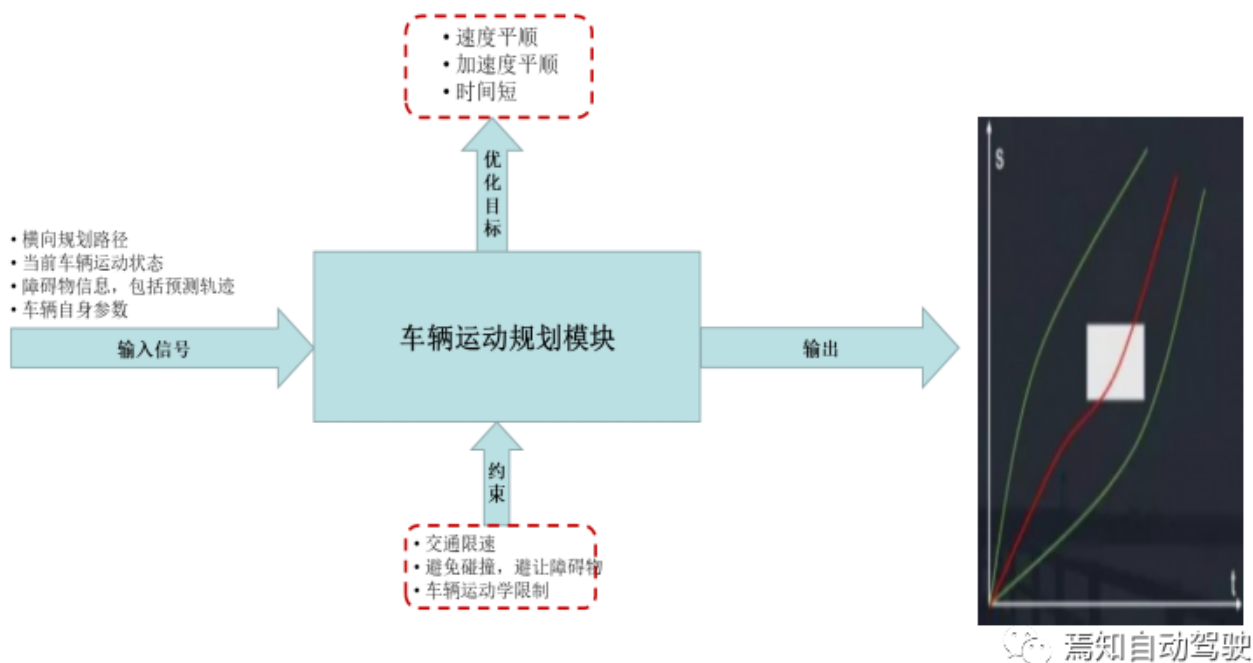 • 速度平顺
• 加速度平顺
• 时间短
优化目标
• 横向规划路径
• 当前车辆运动状态
• 障碍物信息，包括预测轨迹
• 车辆自身参数
输入信号
车辆运动规划模块
输出
约束
• 交通限速
• 避免碰撞，避让障碍物
• 车辆运动学限制
S
t
焉知自动驾驶